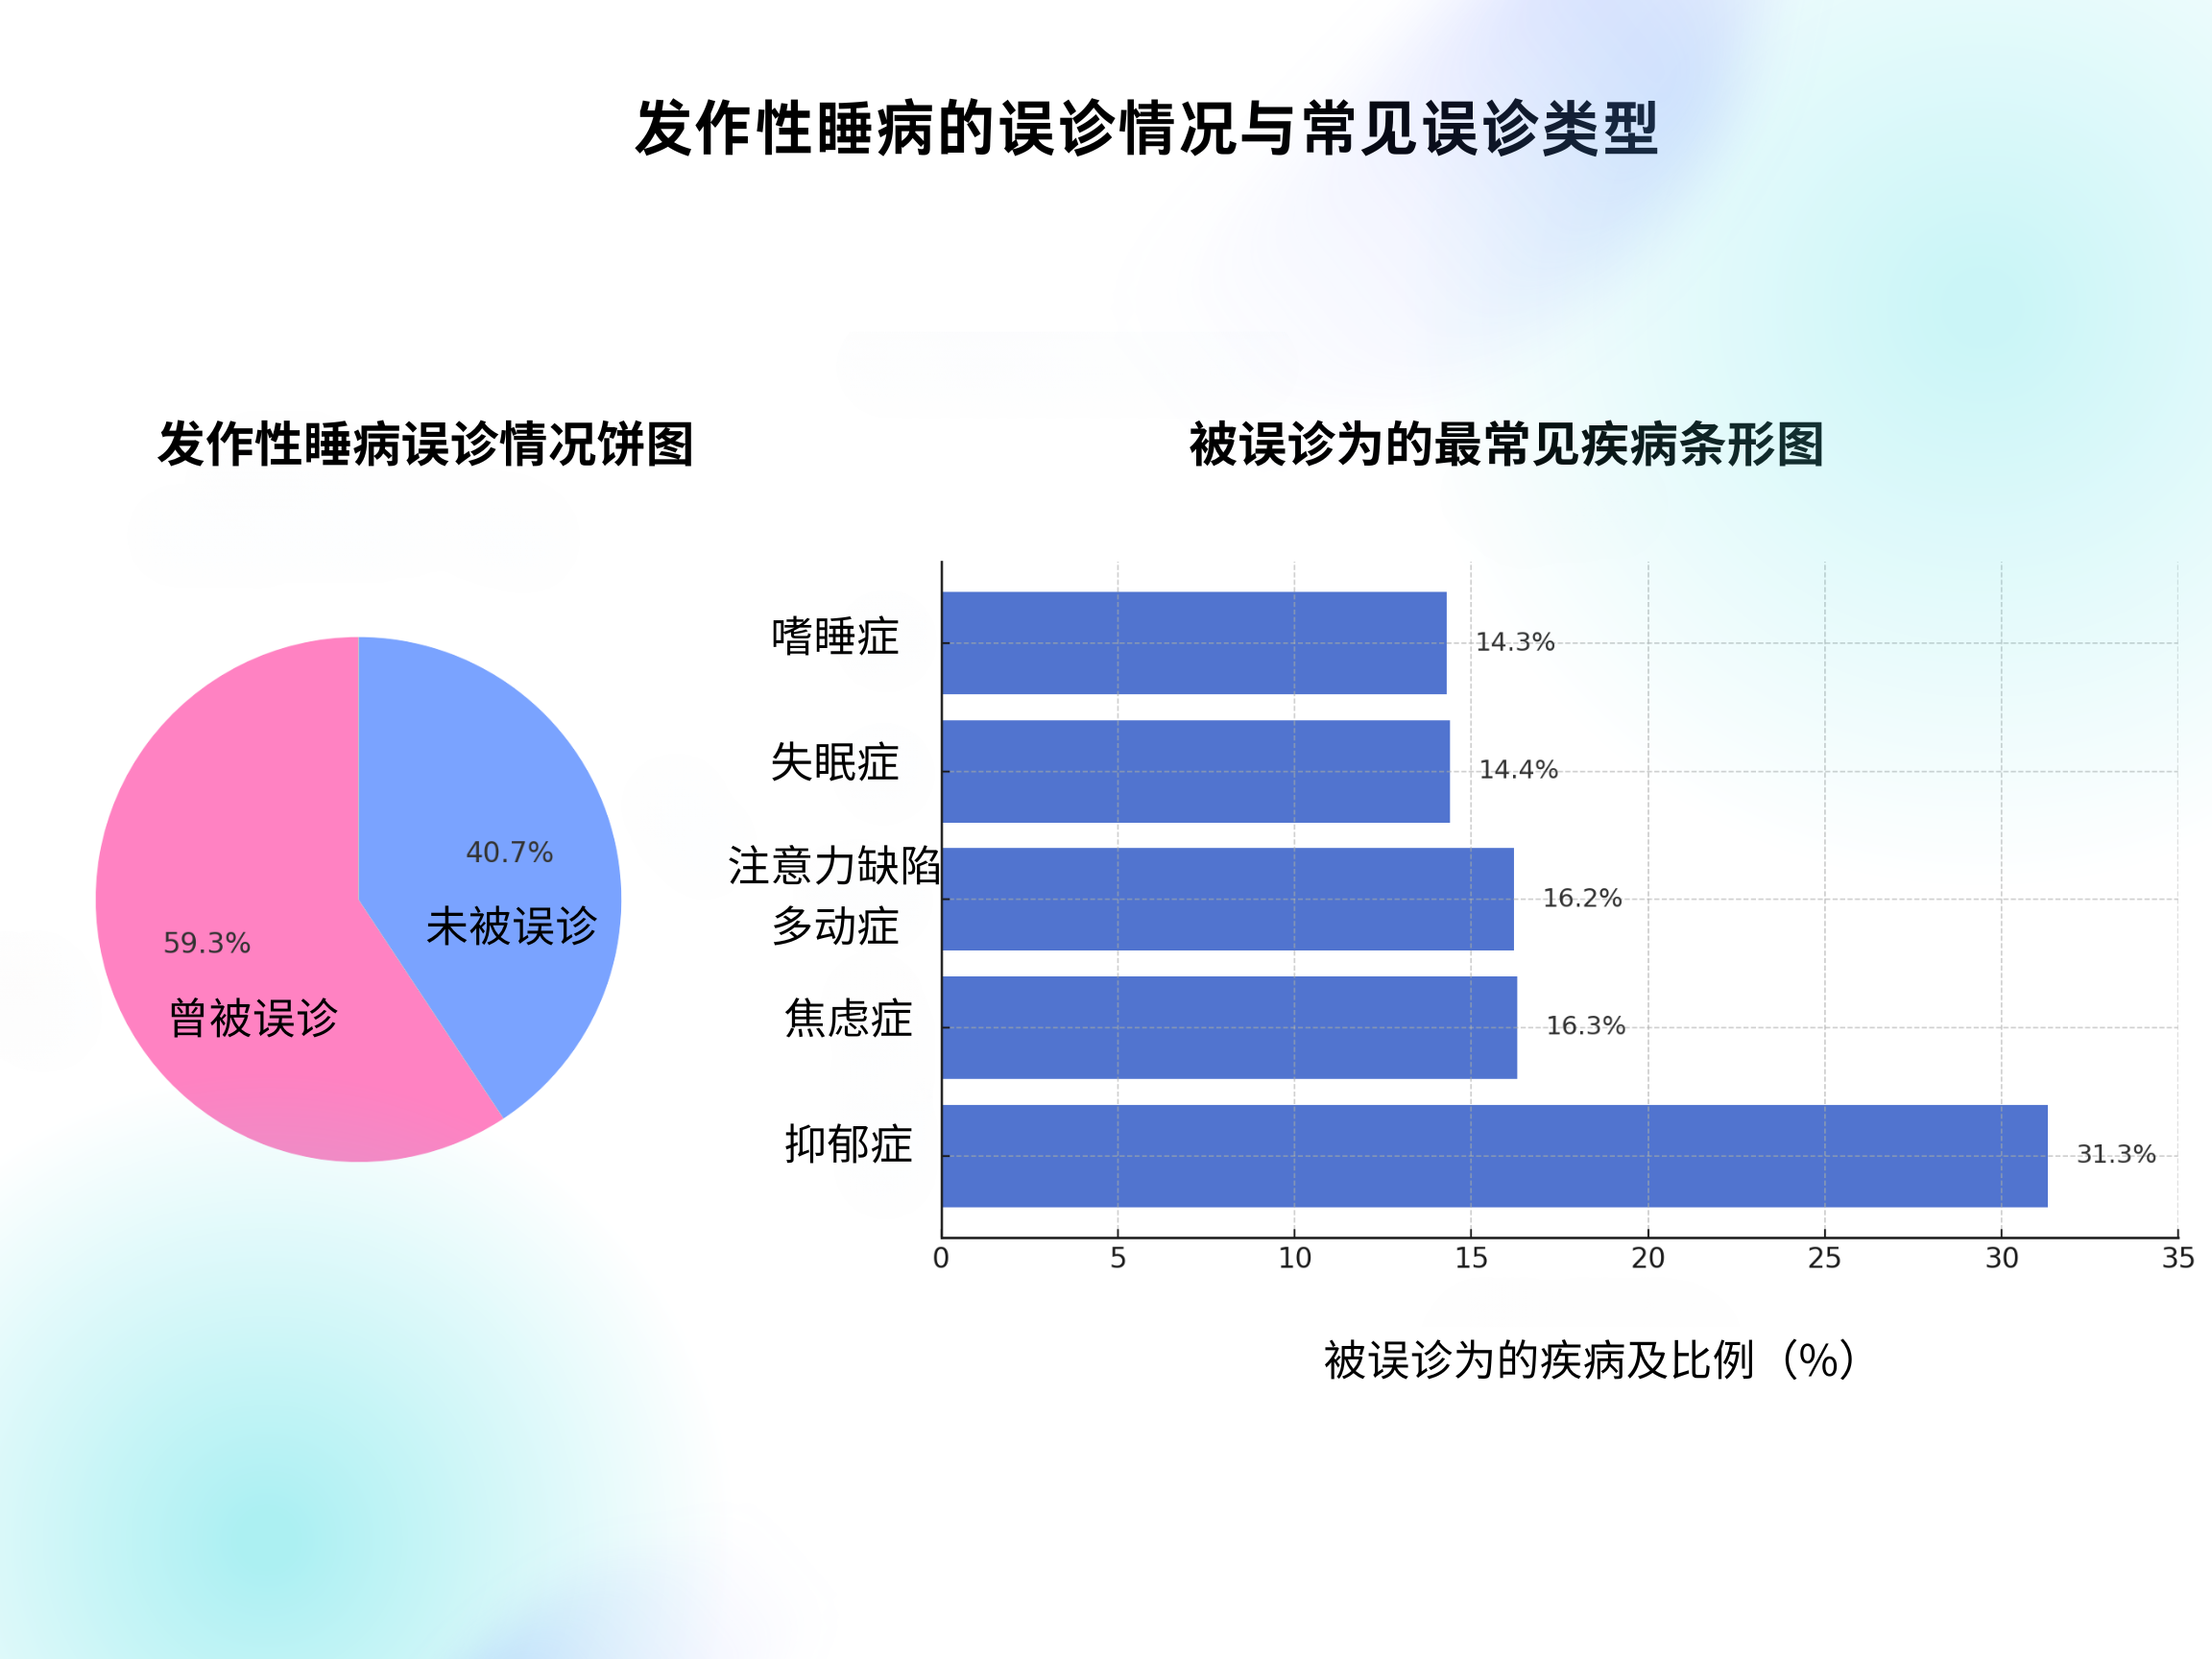 发作性睡病的误诊情况与常见误诊类型
发作性睡病误诊情况饼图
40.7%
未被误诊
59.3%
曾被误诊
被误诊为的最常见疾病条形图
嗜睡症
14.3%
失眠症
14.4%
注意力缺陷
多动症
16.2%
焦虑症
16.3%
抑郁症
31.3%
0 5 10 15 20 25 30 35
被误诊为的疾病及比例（%）